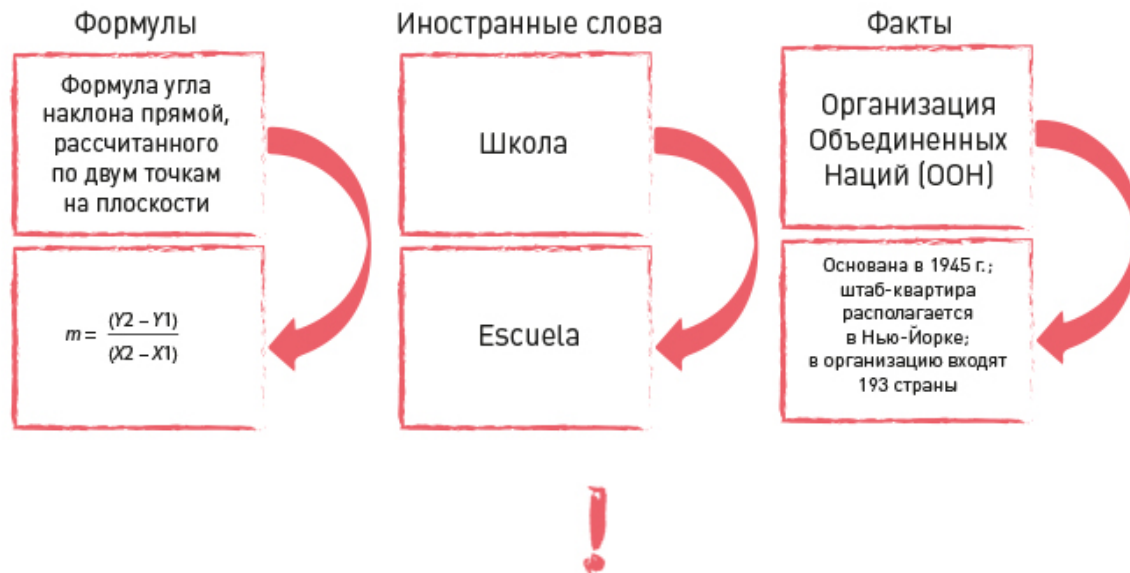 Формулы
Формула угла
наклона прямой,
рассчитанного
по двум точкам
на плоскости
m = (Y2 – Y1)
(X2 – X1)
Иностранные слова
Школа
Escuela
Факты
Организация
Объединенных
Наций (ООН)
Основана в 1945 г.;
штаб-квартира
располагается
в Нью-Йорке;
в организацию входят
193 страны
!